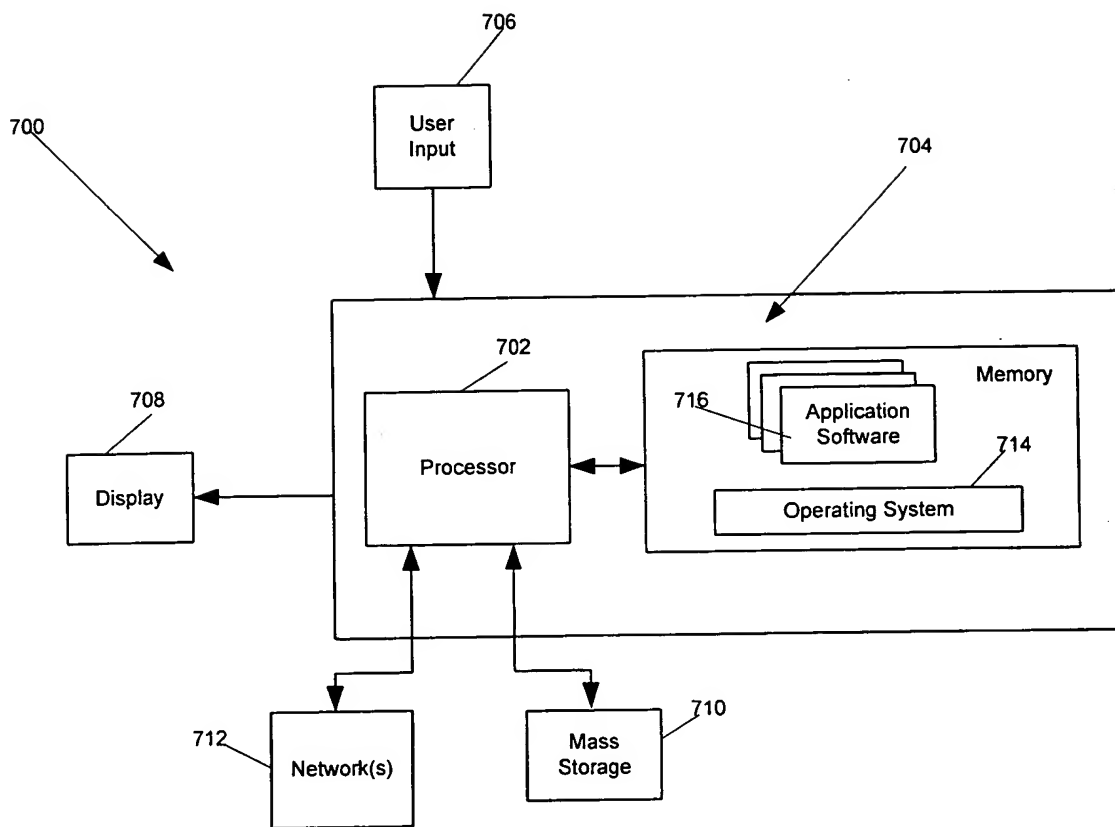 706
User
Input
700
704
702
Memory
716
Application
Software
708
714
Processor
Display
Operating System
710
712
Mass
Storage
Network(s)